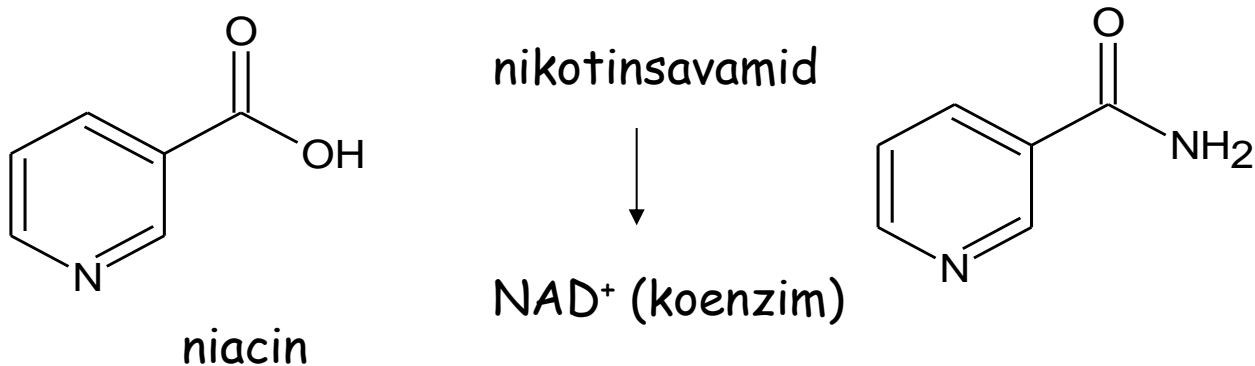 O
OH
N
niacin
nikotinsavamid
NAD⁺ (koenzim)
O
NH₂
N